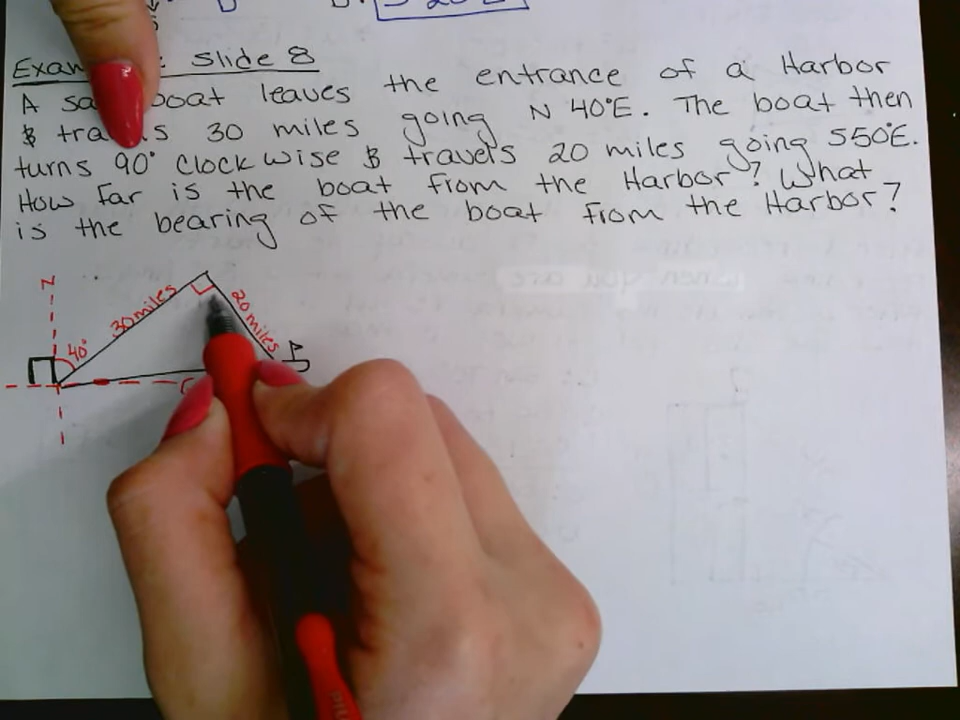 : Slide 8
boat leaves the entrance of a Harbor
& 30 miles going N 40°E. The boat then
turns 90° Clockwise & travels 20 miles going S50°E.
How far is the boat from the Harbor? What
is the bearing of the boat from the Harbor?
N
30 miles
20 miles
40°